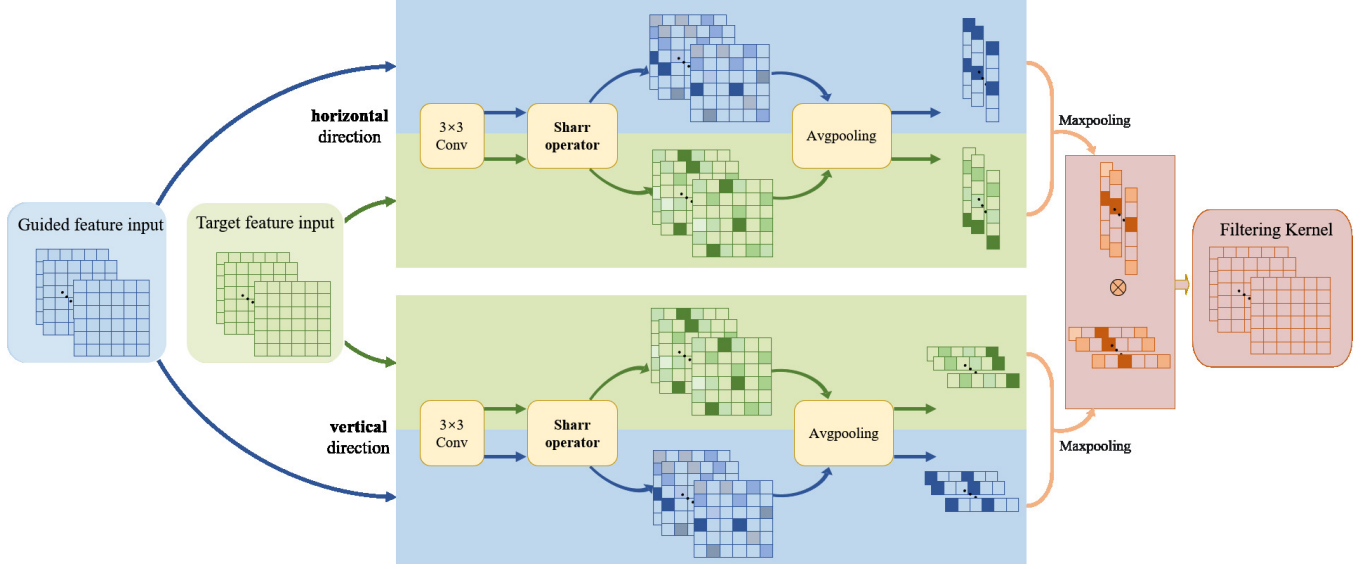 horizontal
direction
3×3
Conv
Sharr
operator
Avgpooling
Maxpooling
Guided feature input
Target feature input
Filtering Kernel
vertical
direction
3×3
Conv
Sharr
operator
Avgpooling
Maxpooling